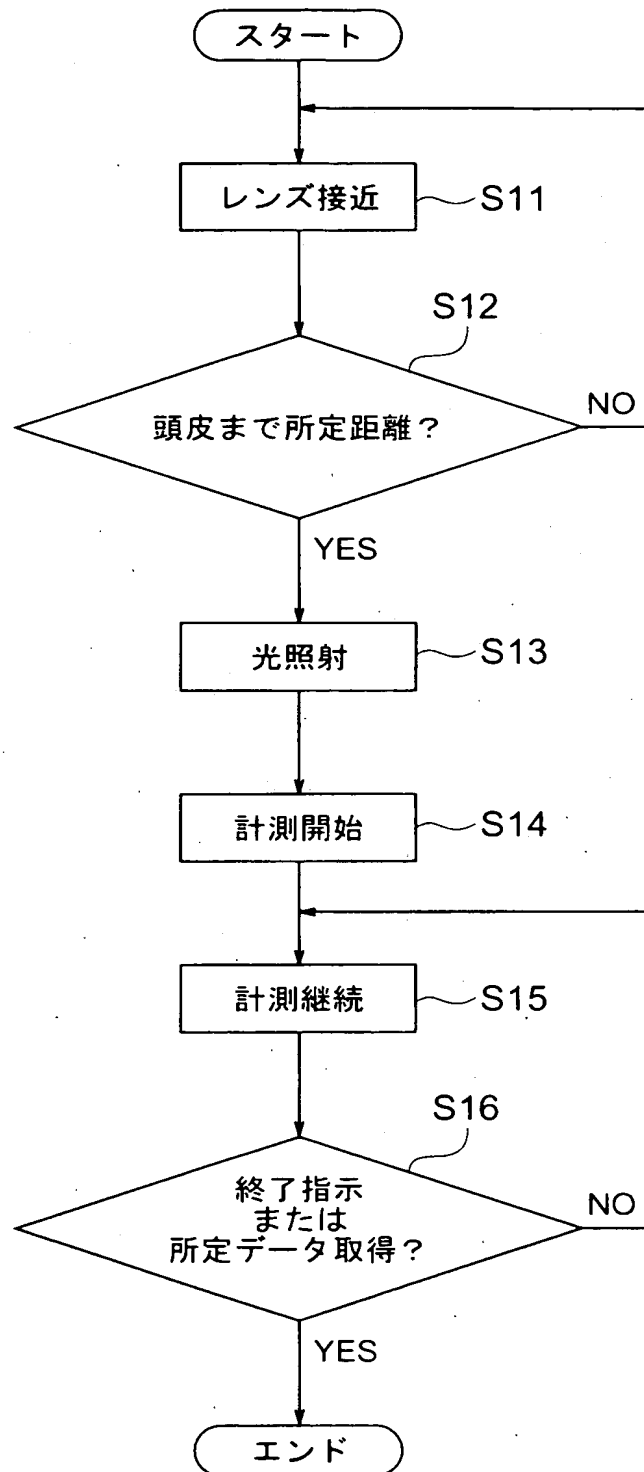 スタート
レンズ接近
S11
S12
頭皮まで所定距離?
NO
YES
光照射
S13
計測開始
S14
計測継続
S15
S16
終了指示
または
所定データ取得?
NO
YES
エンド